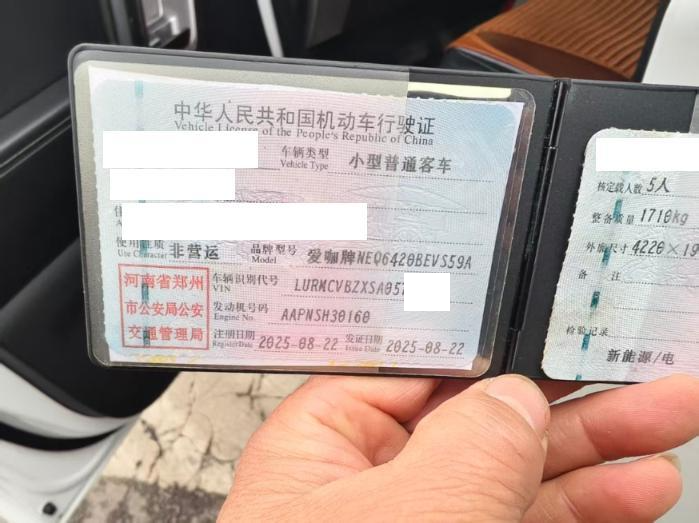 中华人民共和国机动车行驶证
Vehicle License of the People's Republic of China
车辆类型
Vehicle Type
小型普通客车
住
使用性质
Use Character
非营运
品牌型号
Model
爱咖牌NEQ6420BEVS59A
河南省郑州
市公安局公安
交通管理局
车辆识别代号
VIN
LURMCVBZXSA05
发动机号码
Engine No.
AAPNSH30160
注册日期
Register Date
2025-08-22
发证日期
Issue Date
2025-08-22
核定载人数 5人
整备质量 1710kg
外廓尺寸 4220×19
备 注
检验记录
新能源/电